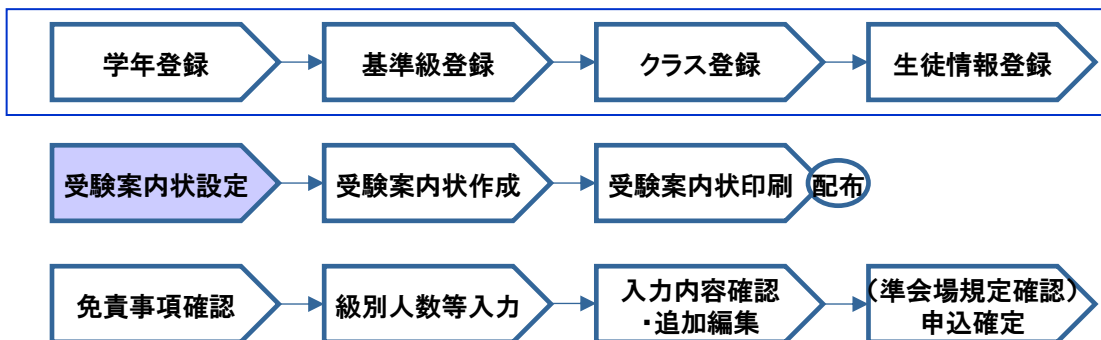 学年登録
基準級登録
クラス登録
生徒情報登録
受験案内状設定
受験案内状作成
受験案内状印刷
配布
免責事項確認
級別人数等入力
入力内容確認
・追加編集
（準会場規定確認）
申込確定